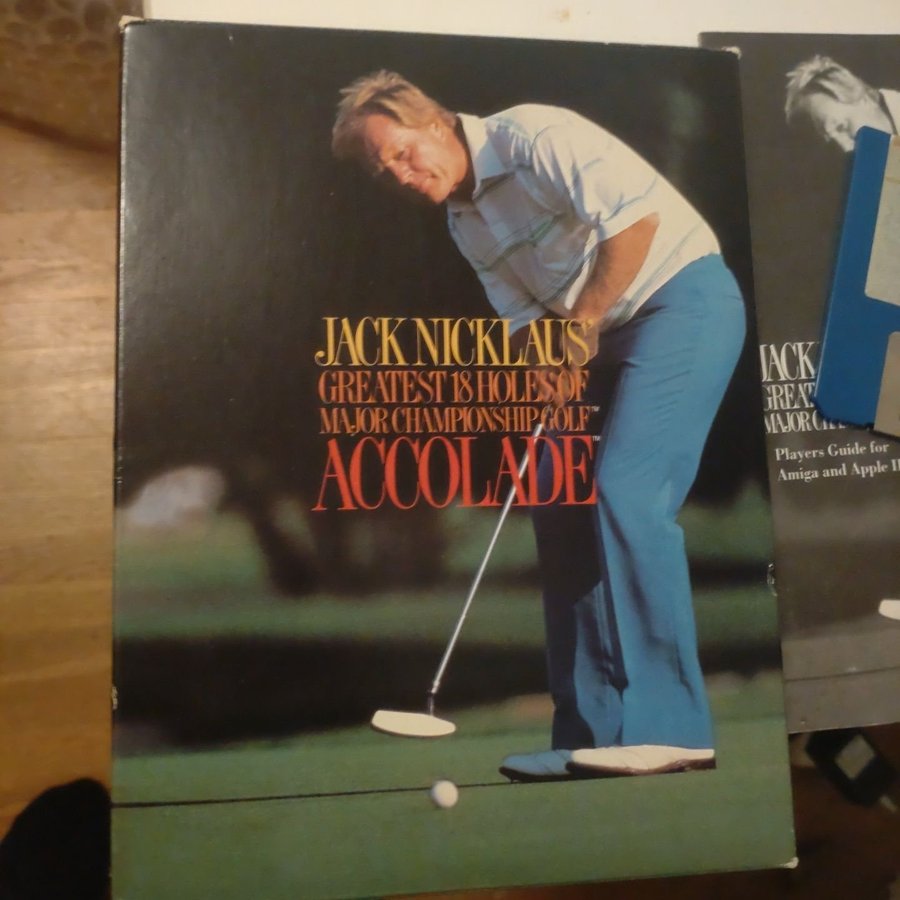 JACK NICKLAUS'
GREATEST 18 HOLES OF
MAJOR CHAMPIONSHIP GOLF™
ACCOLADE™
JACK
Players Guide for
Amiga and Apple